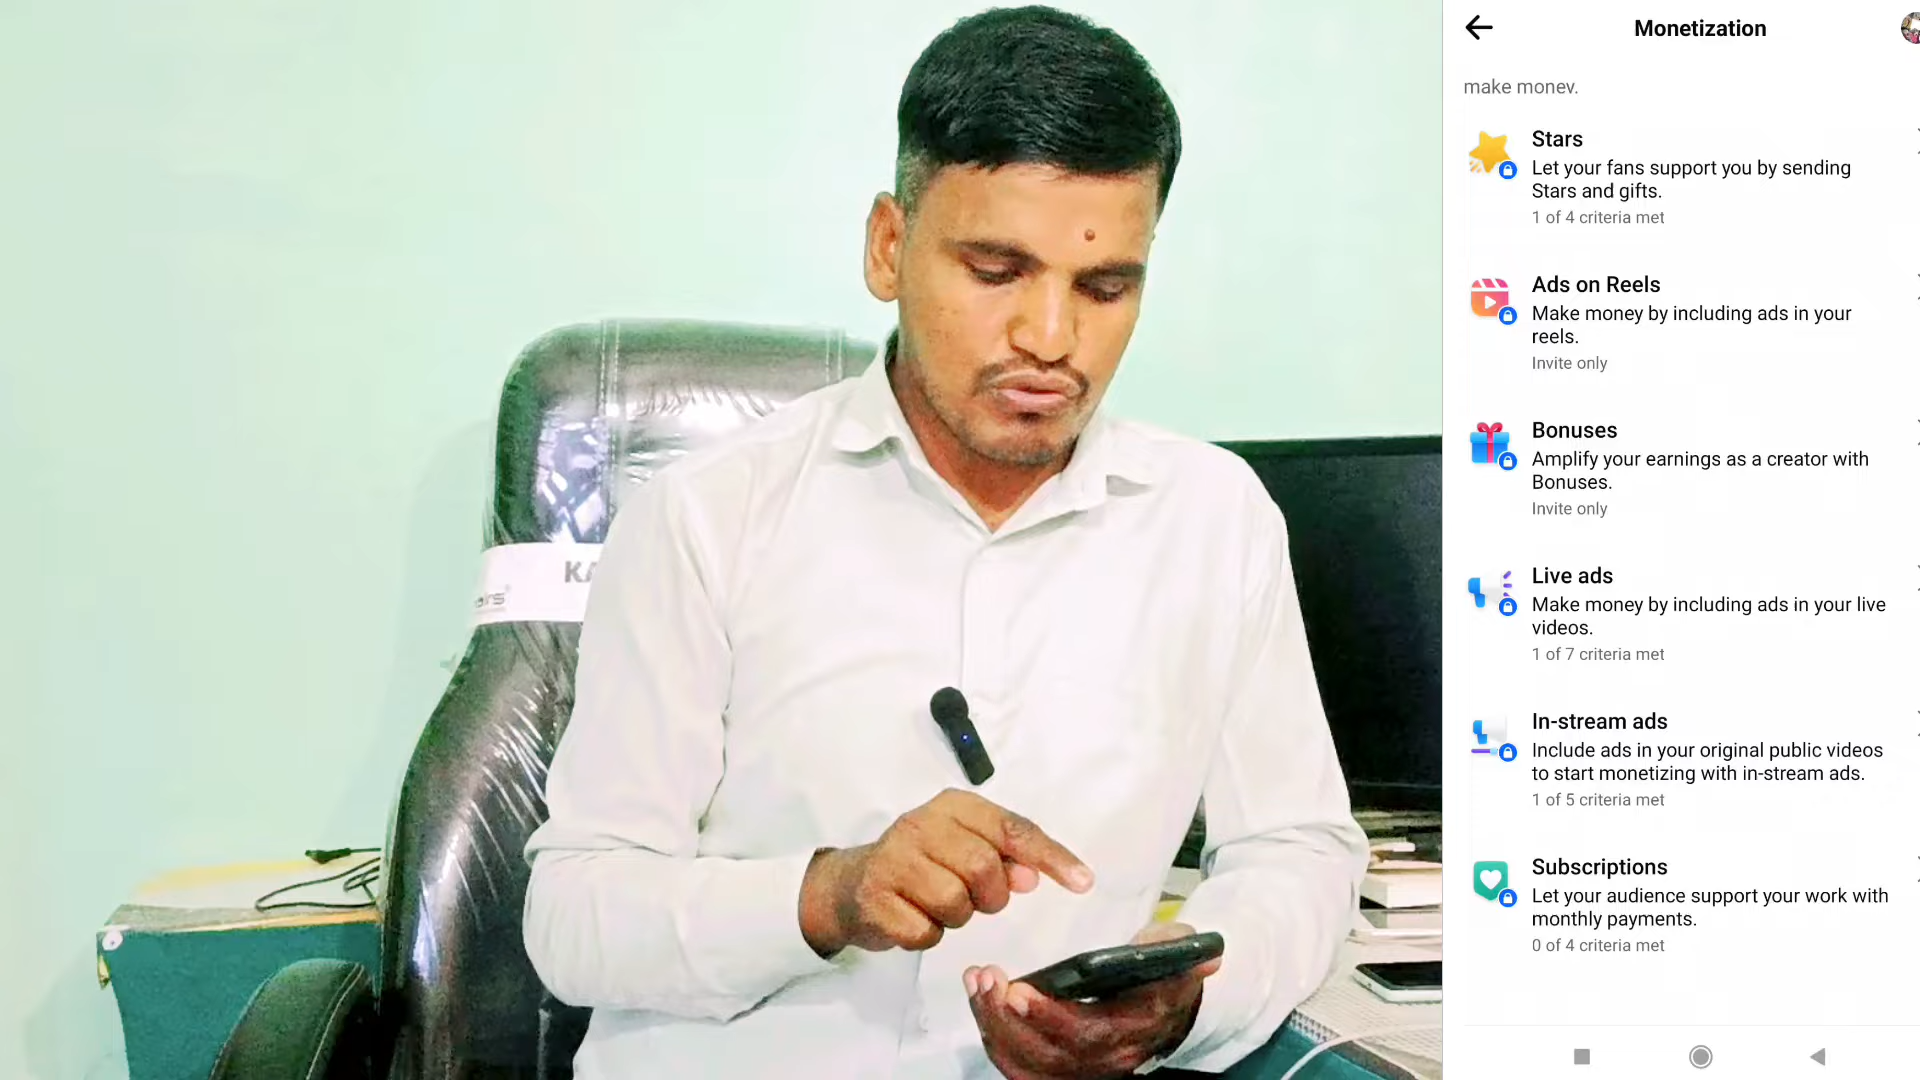 Monetization
make money.
Stars
Let your fans support you by sending
Stars and gifts.
1 of 4 criteria met
Ads on Reels
Make money by including ads in your
reels.
Invite only
Bonuses
Amplify your earnings as a creator with
Bonuses.
Invite only
Live ads
Make money by including ads in your live
videos.
1 of 7 criteria met
In-stream ads
Include ads in your original public videos
to start monetizing with in-stream ads.
1 of 5 criteria met
Subscriptions
Let your audience support your work with
monthly payments.
0 of 4 criteria met